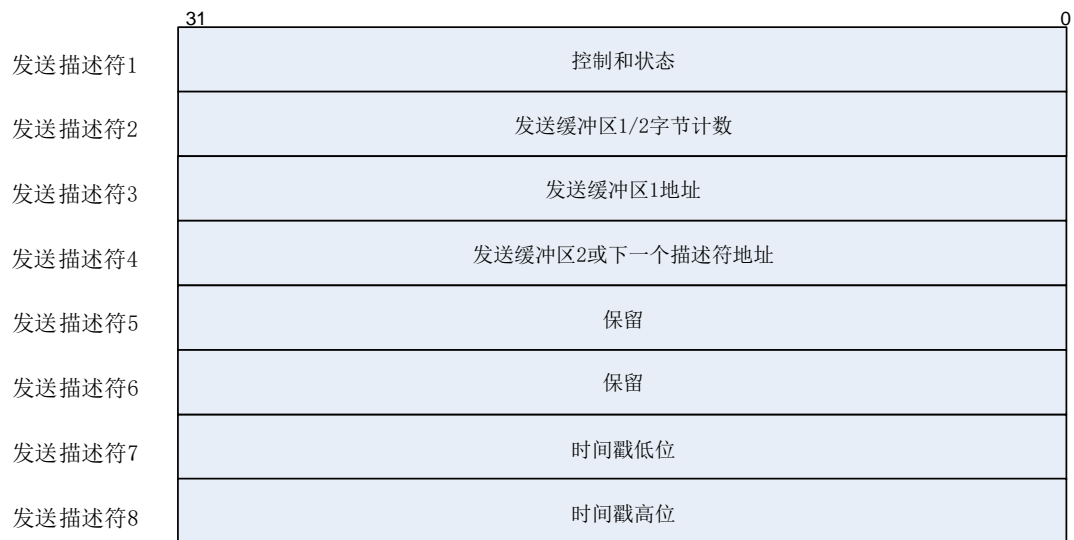 31 0
发送描述符1 控制和状态
发送描述符2 发送缓冲区1/2字节计数
发送描述符3 发送缓冲区1地址
发送描述符4 发送缓冲区2或下一个描述符地址
发送描述符5 保留
发送描述符6 保留
发送描述符7 时间戳低位
发送描述符8 时间戳高位